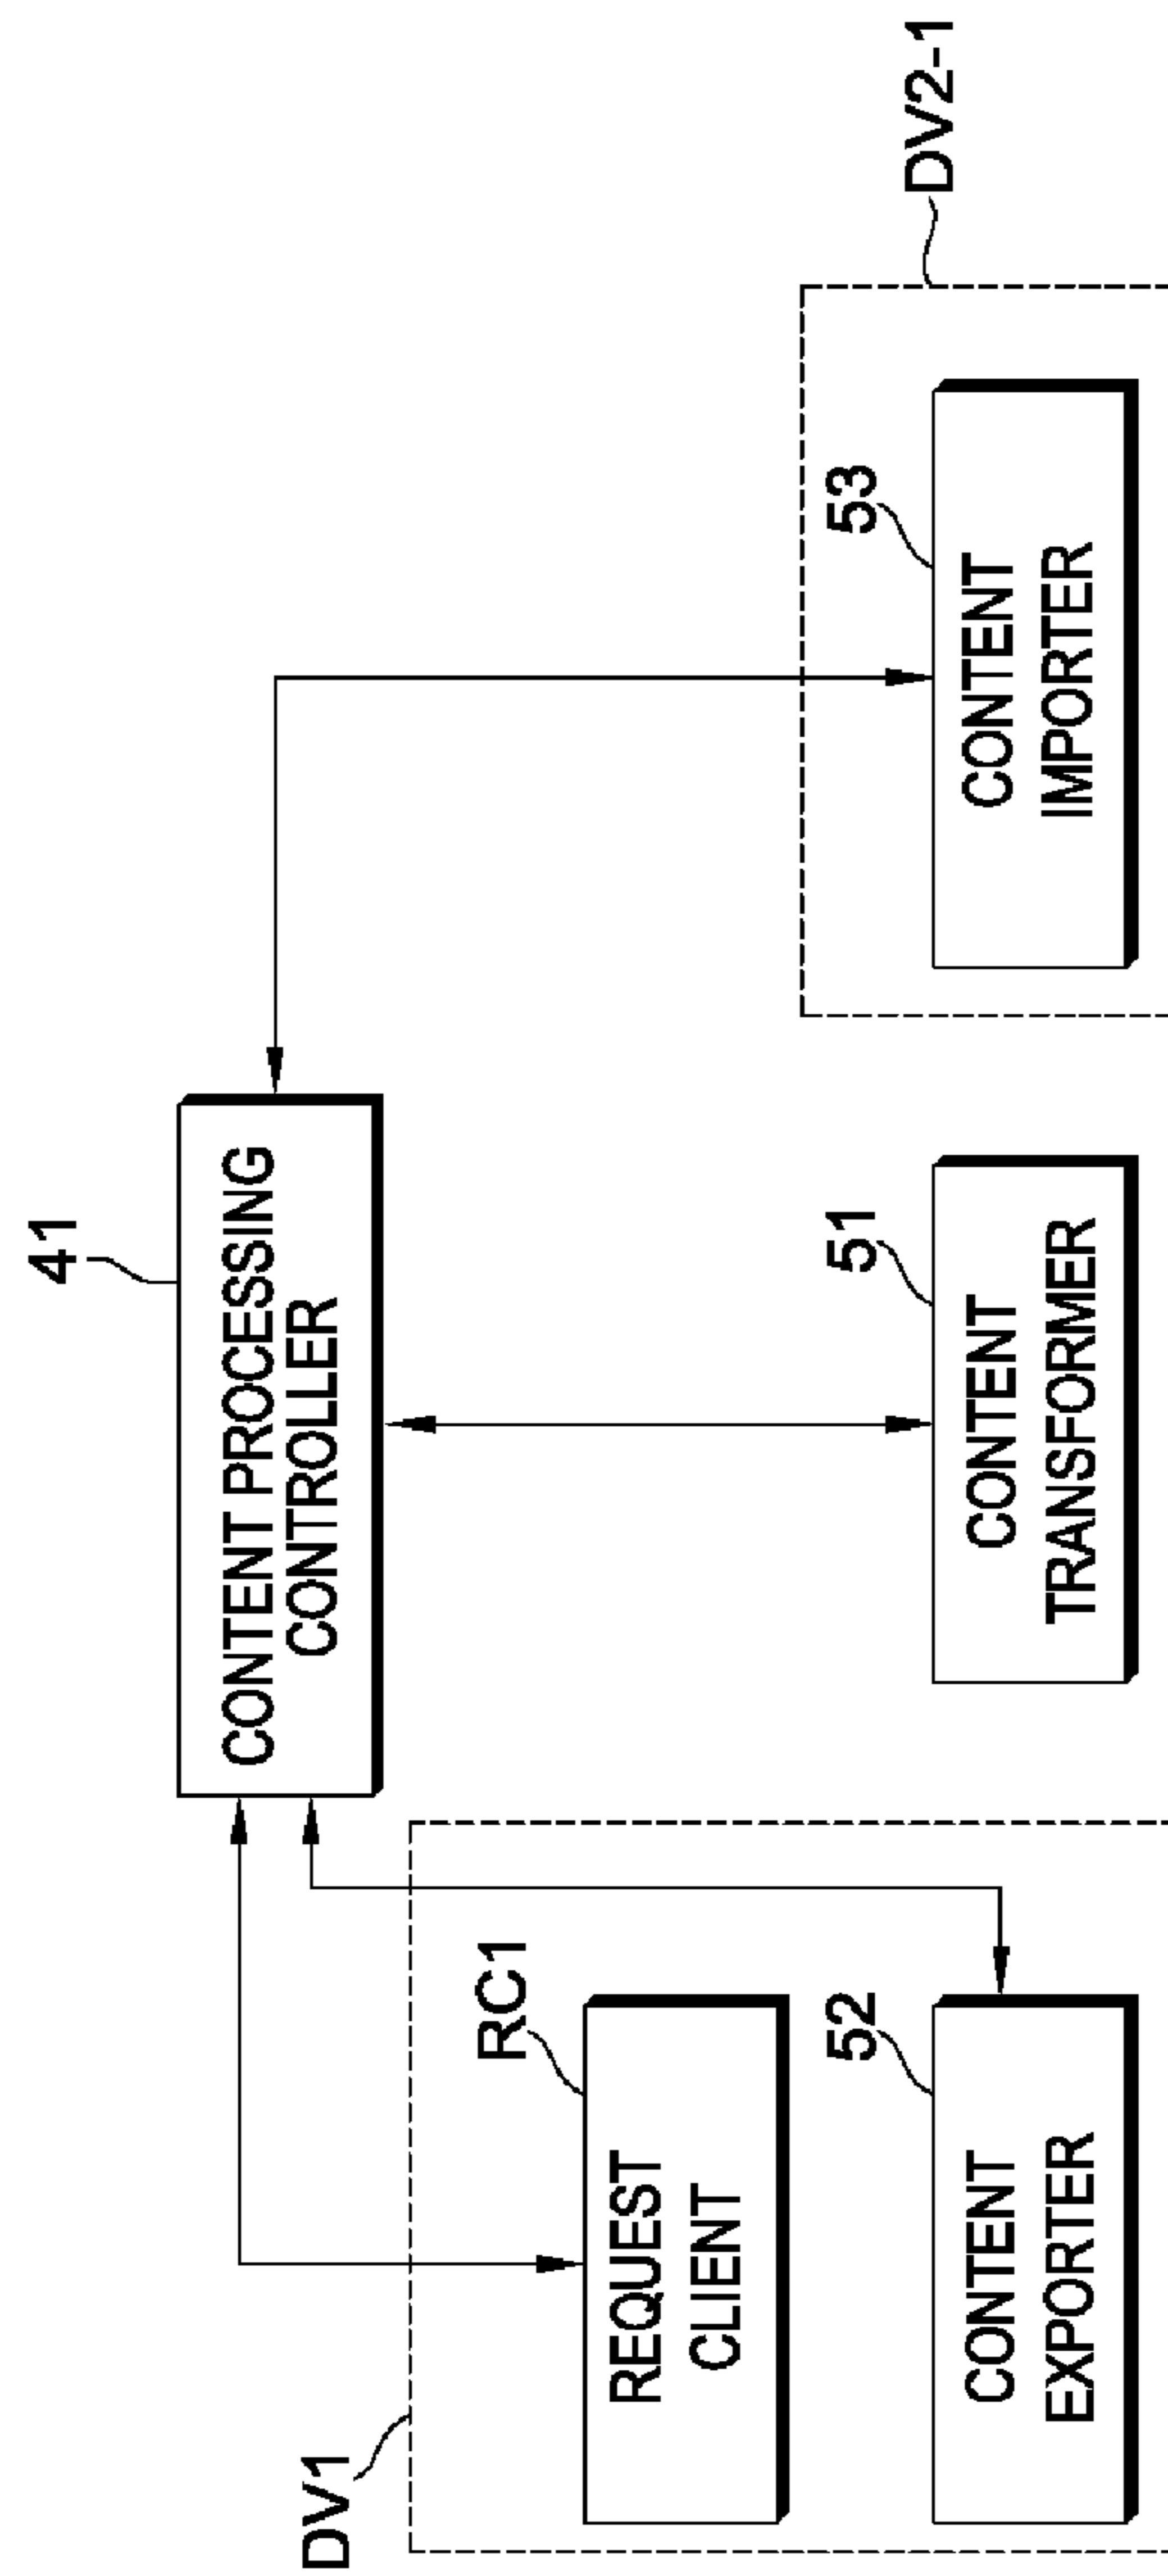 41
CONTENT PROCESSING
CONTROLLER
DV1
RC1
REQUEST
CLIENT
52
CONTENT
EXPORTER
51
CONTENT
TRANSFORMER
DV2-1
53
CONTENT
IMPORTER